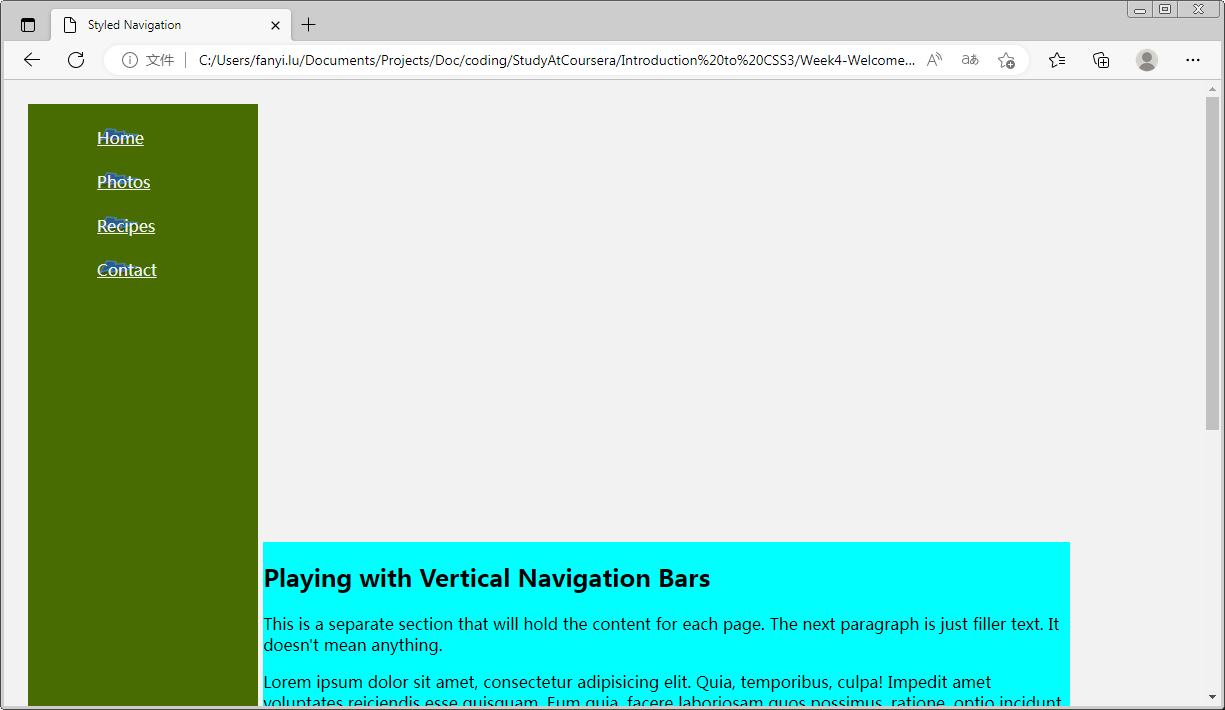 Styled Navigation
文件
C:/Users/fanyi.lu/Documents/Projects/Doc/coding/StudyAtCoursera/Introduction%20to%20CSS3/Week4-Welcome...
A
aあ
Home
Photos
Recipes
Contact
Playing with Vertical Navigation Bars
This is a separate section that will hold the content for each page. The next paragraph is just filler text. It
doesn't mean anything.
Lorem ipsum dolor sit amet, consectetur adipisicing elit. Quia, temporibus, culpa! Impedit amet
voluptates reiciendis esse quisquam. Eum quia, facere laboriosam quos possimus, ratione, optio incidunt